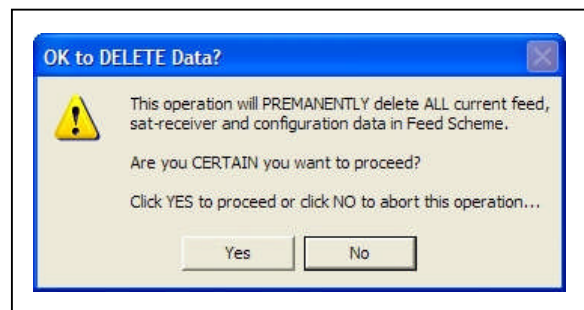 OK to DELETE Data?
This operation will PREMANENTLY delete ALL current feed,
sat-receiver and configuration data in Feed Scheme.
Are you CERTAIN you want to proceed?
Click YES to proceed or click NO to abort this operation...
Yes No